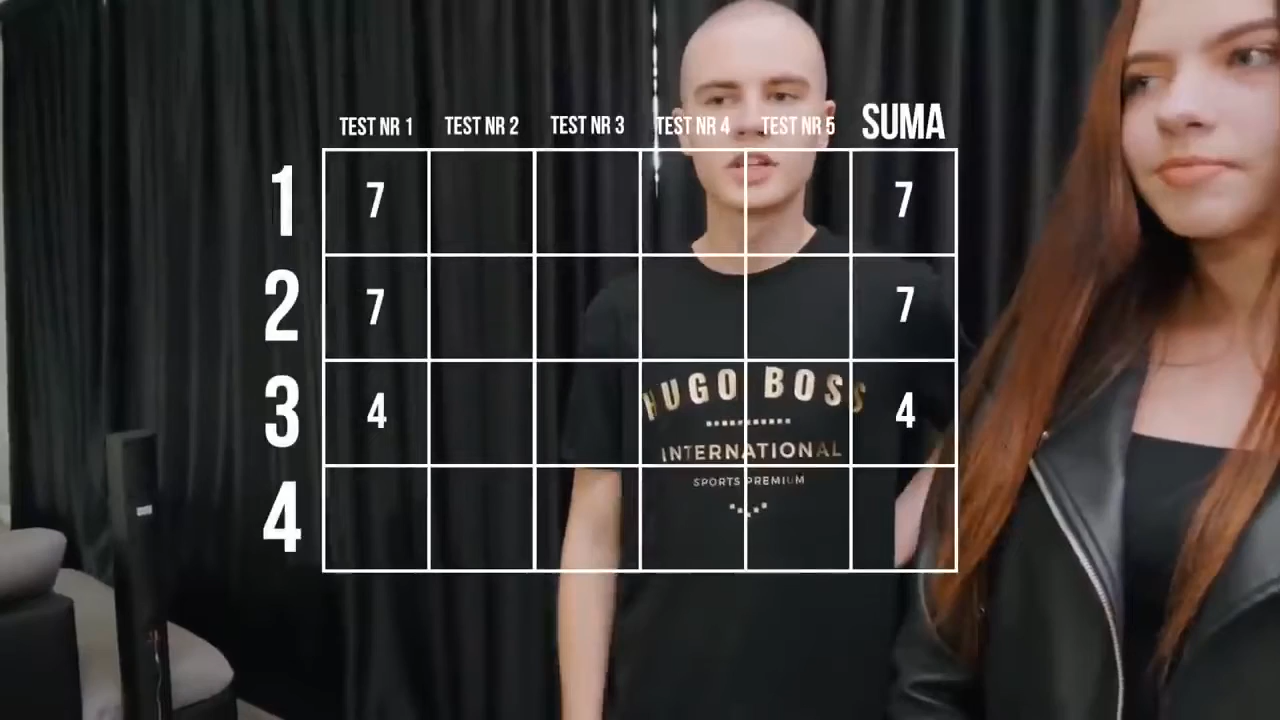 TEST NR 1 TEST NR 2 TEST NR 3 TEST NR 4 TEST NR 5 SUMA
1 7 7
2 7 7
3 4 4
4
HUGO BOSS
INTERNATIONAL
SPORTS PREMIUM